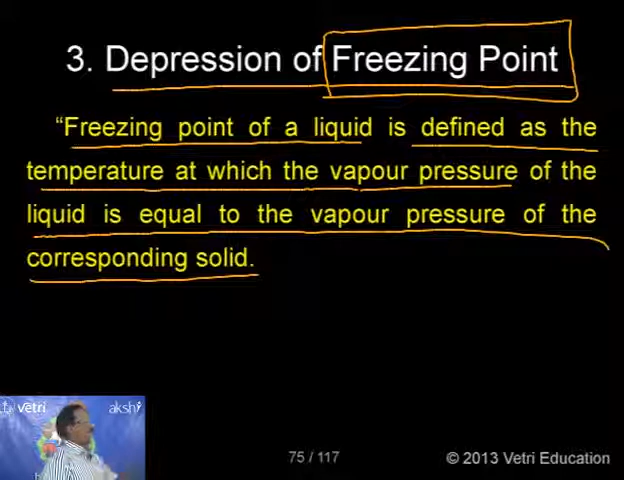 3. Depression of Freezing Point
“Freezing point of a liquid is defined as the
temperature at which the vapour pressure of the
liquid is equal to the vapour pressure of the
corresponding solid.
vetri
75 / 117
© 2013 Vetri Education